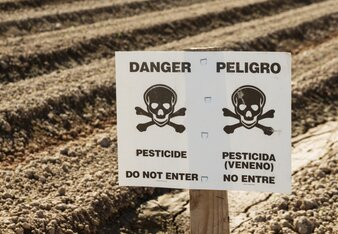 DANGER PELIGRO
PESTICIDE PESTICIDA
(VENENO)
DO NOT ENTER NO ENTRE